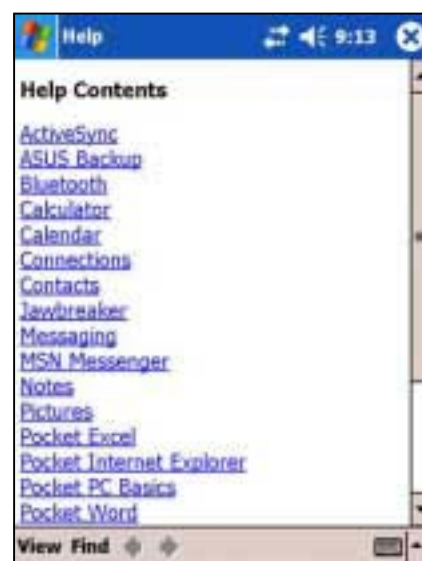 Help 9:13
Help Contents
ActiveSync
ASUS Backup
Bluetooth
Calculator
Calendar
Connections
Contacts
Jawbreaker
Messaging
MSN Messenger
Notes
Pictures
Pocket Excel
Pocket Internet Explorer
Pocket PC Basics
Pocket Word
View Find